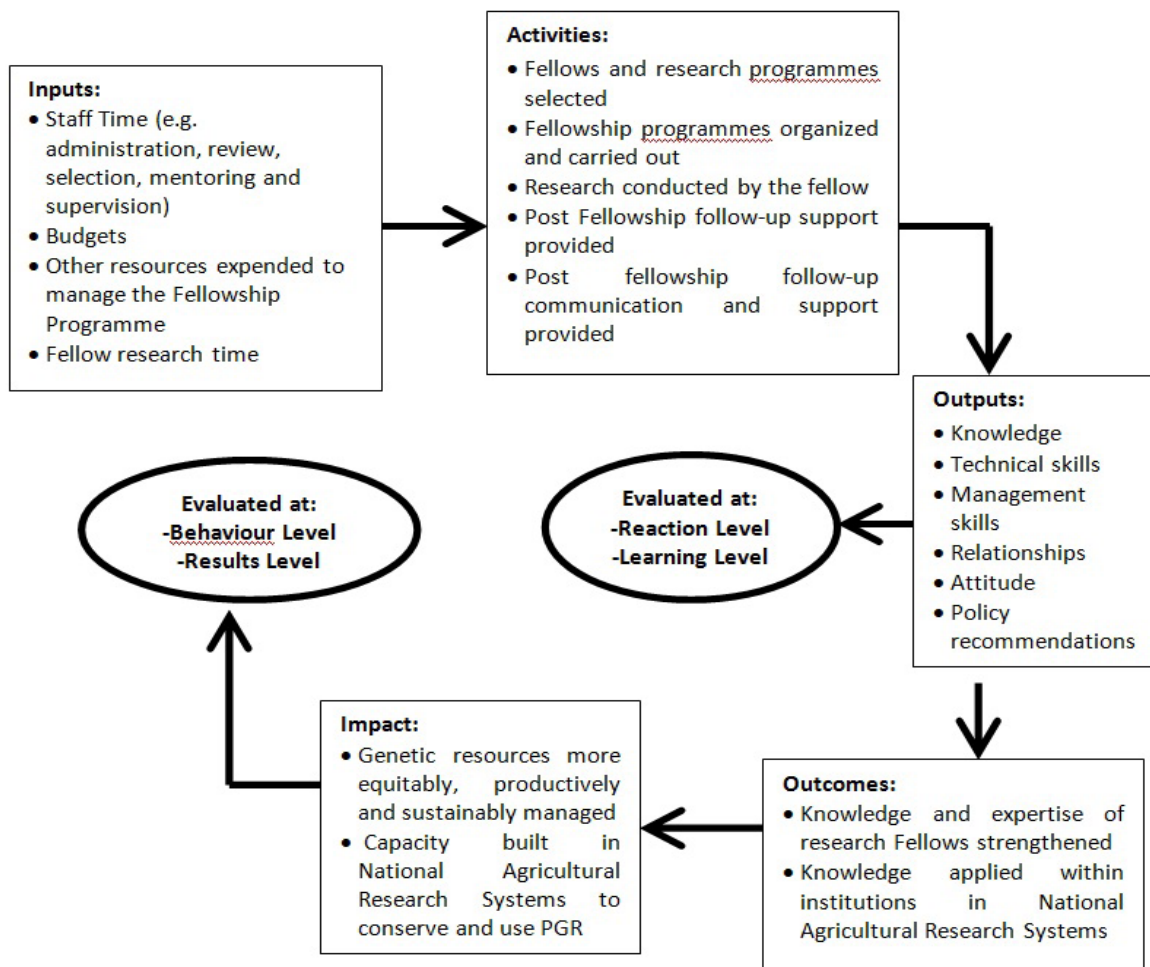 Inputs:
• Staff Time (e.g.
administration, review,
selection, mentoring and
supervision)
• Budgets
• Other resources expended to
manage the Fellowship
Programme
• Fellow research time
Activities:
• Fellows and research programmes
selected
• Fellowship programmes organized
and carried out
• Research conducted by the fellow
• Post Fellowship follow-up support
provided
• Post fellowship follow-up
communication and support
provided
Outputs:
• Knowledge
• Technical skills
• Management
skills
• Relationships
• Attitude
• Policy
recommendations
Evaluated at:
-Reaction Level
-Learning Level
Outcomes:
• Knowledge and expertise of
research Fellows strengthened
• Knowledge applied within
institutions in National
Agricultural Research Systems
Impact:
• Genetic resources more
equitably, productively
and sustainably managed
• Capacity built in
National Agricultural
Research Systems to
conserve and use PGR
Evaluated at:
-Behaviour Level
-Results Level